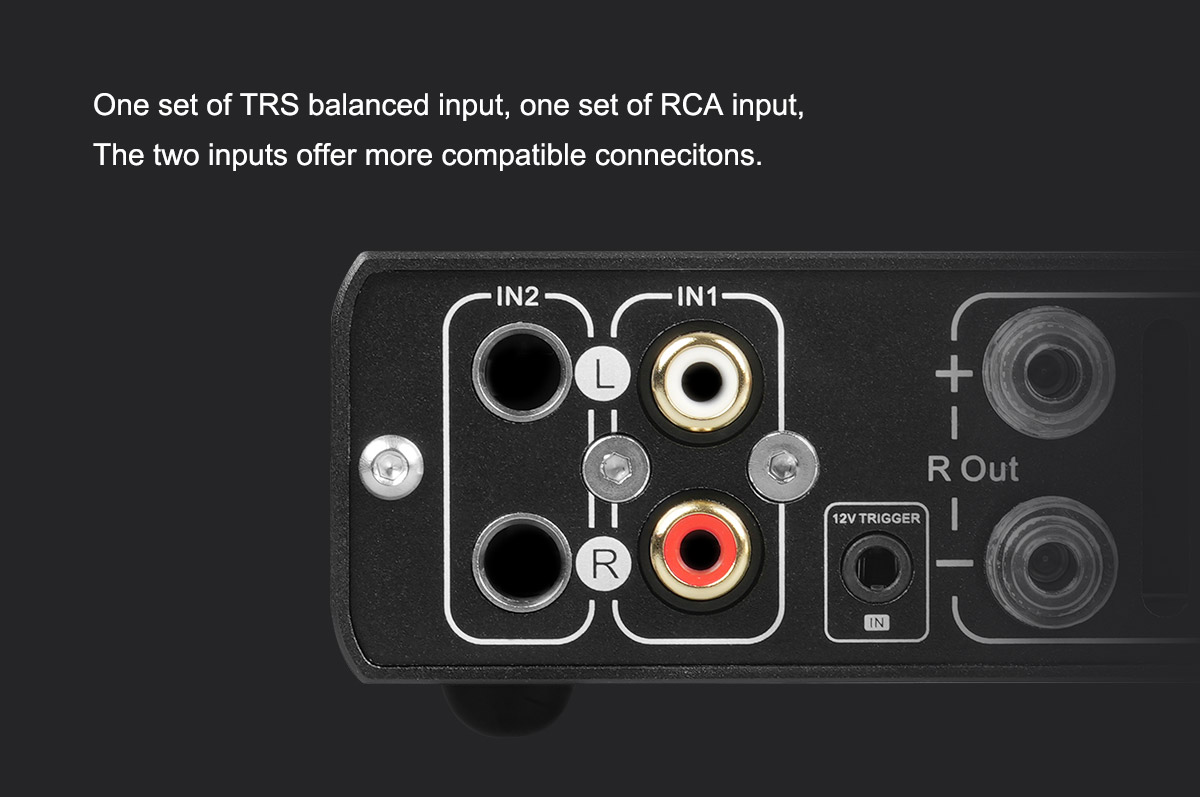 One set of TRS balanced input, one set of RCA input,
The two inputs offer more compatible connecitons.
IN2
IN1
L
+
R Out
12V TRIGGER
R
−
IN